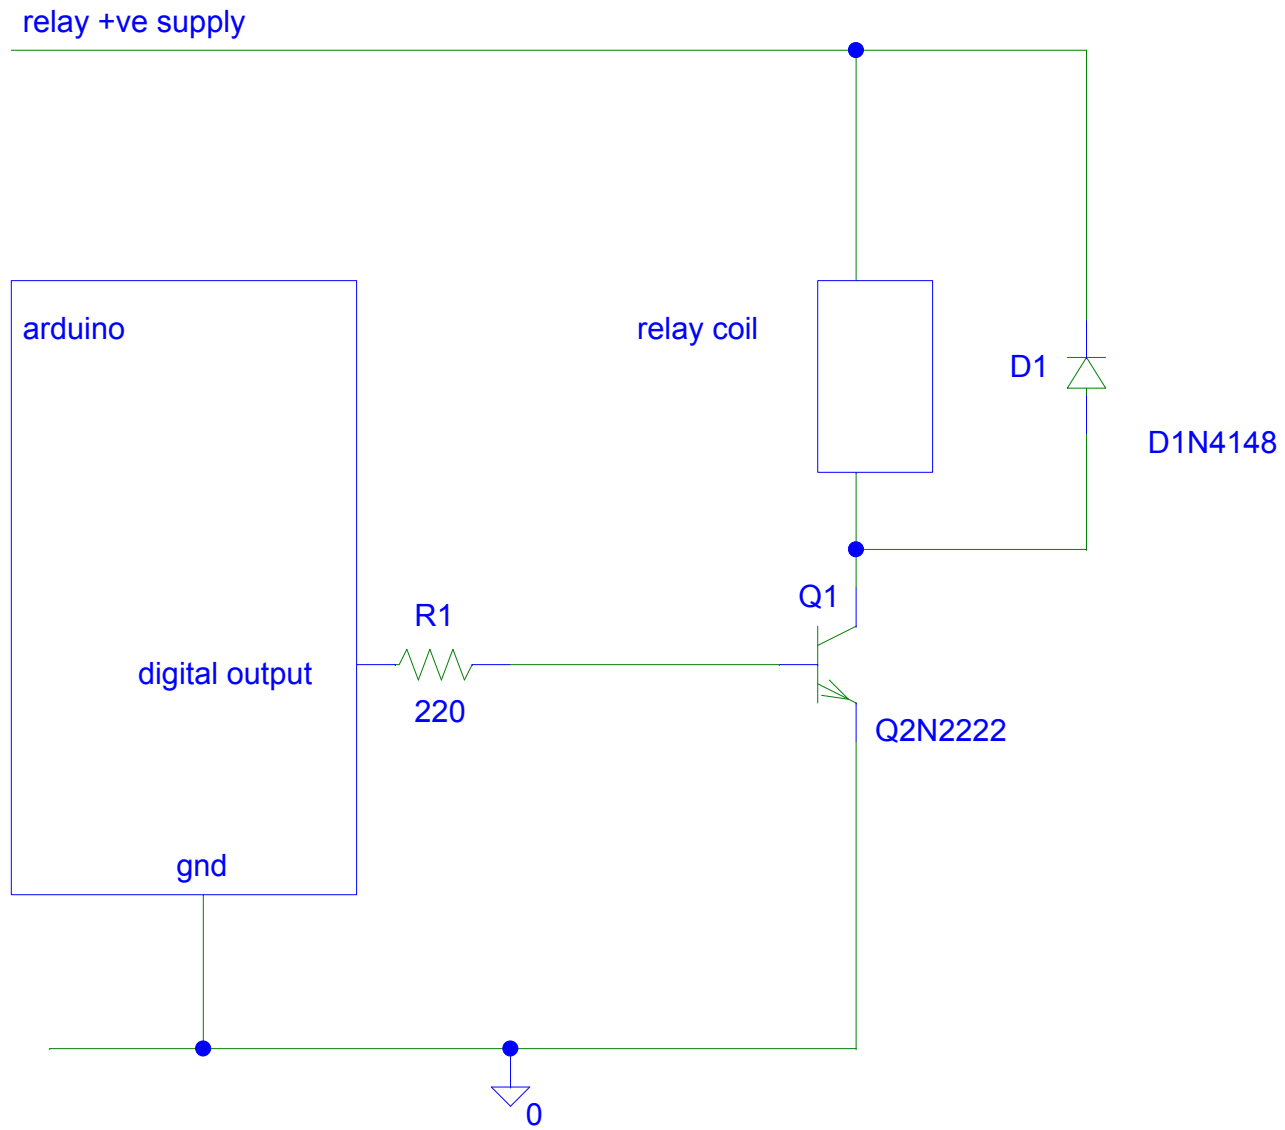 relay +ve supply
arduino
relay coil
D1
D1N4148
Q1
R1
digital output
220
Q2N2222
gnd
0